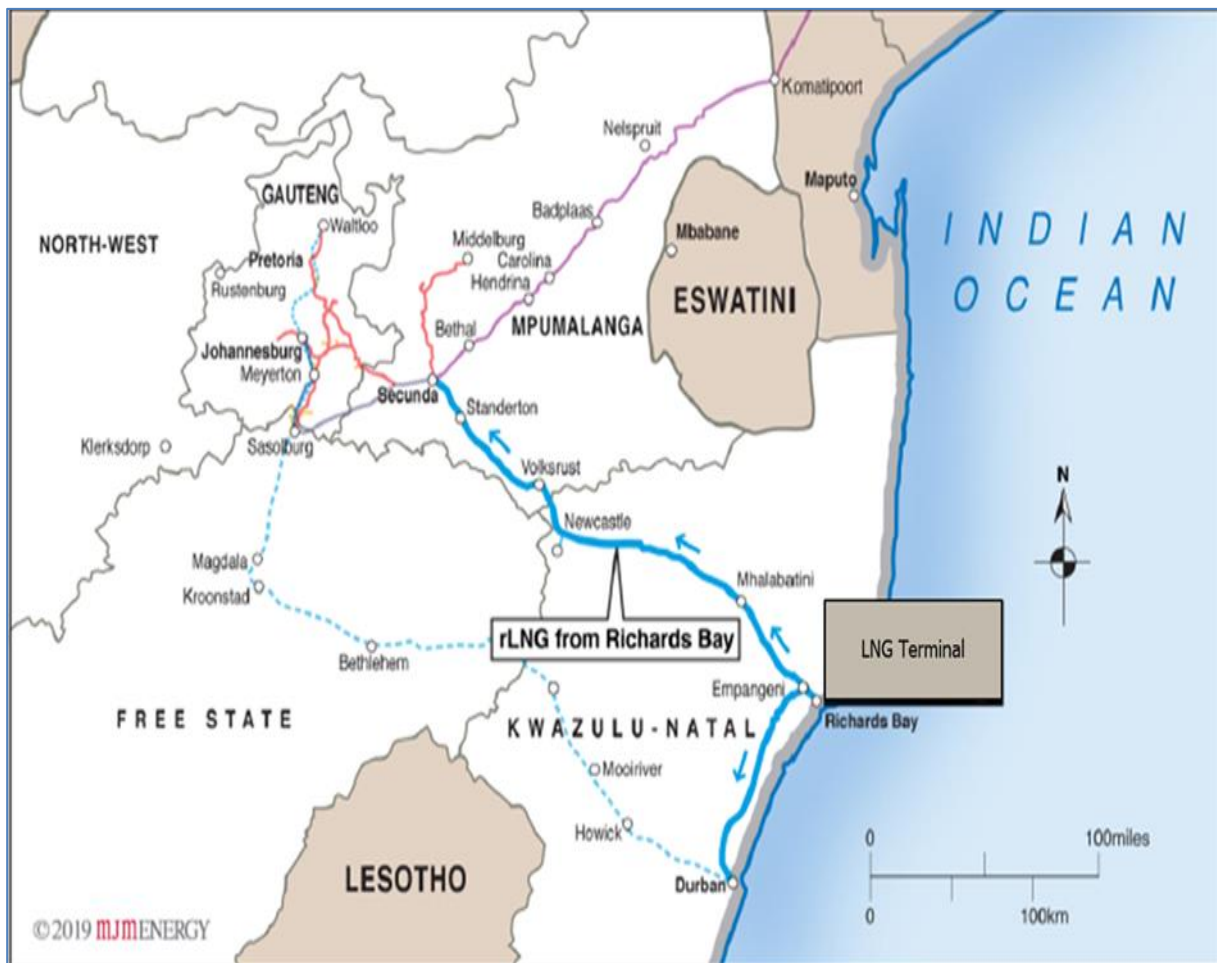 Komatipoort
Nelspruit
GAUTENG
Maputo
Waltloo
Badplaas
INDIAN
OCEAN
NORTH-WEST
Middelburg
Mbabane
Pretoria
Carolina
Rustenburg
Hendrina
ESWATINI
MPUMALANGA
Bethal
Johannesburg
Meyerton
Secunda
Standerton
Klerksdorp
Sasolburg
Volksrust
N
Newcastle
Magdala
Kroonstad
Mhalabatini
rLNG from Richards Bay
LNG Terminal
Bethlehem
Empangeni
FREE STATE
KWAZULU-NATAL
Richards Bay
Mooiriver
Howick
0 100miles
LESOTHO
Durban
0 100km
©2019 mJmENERGY